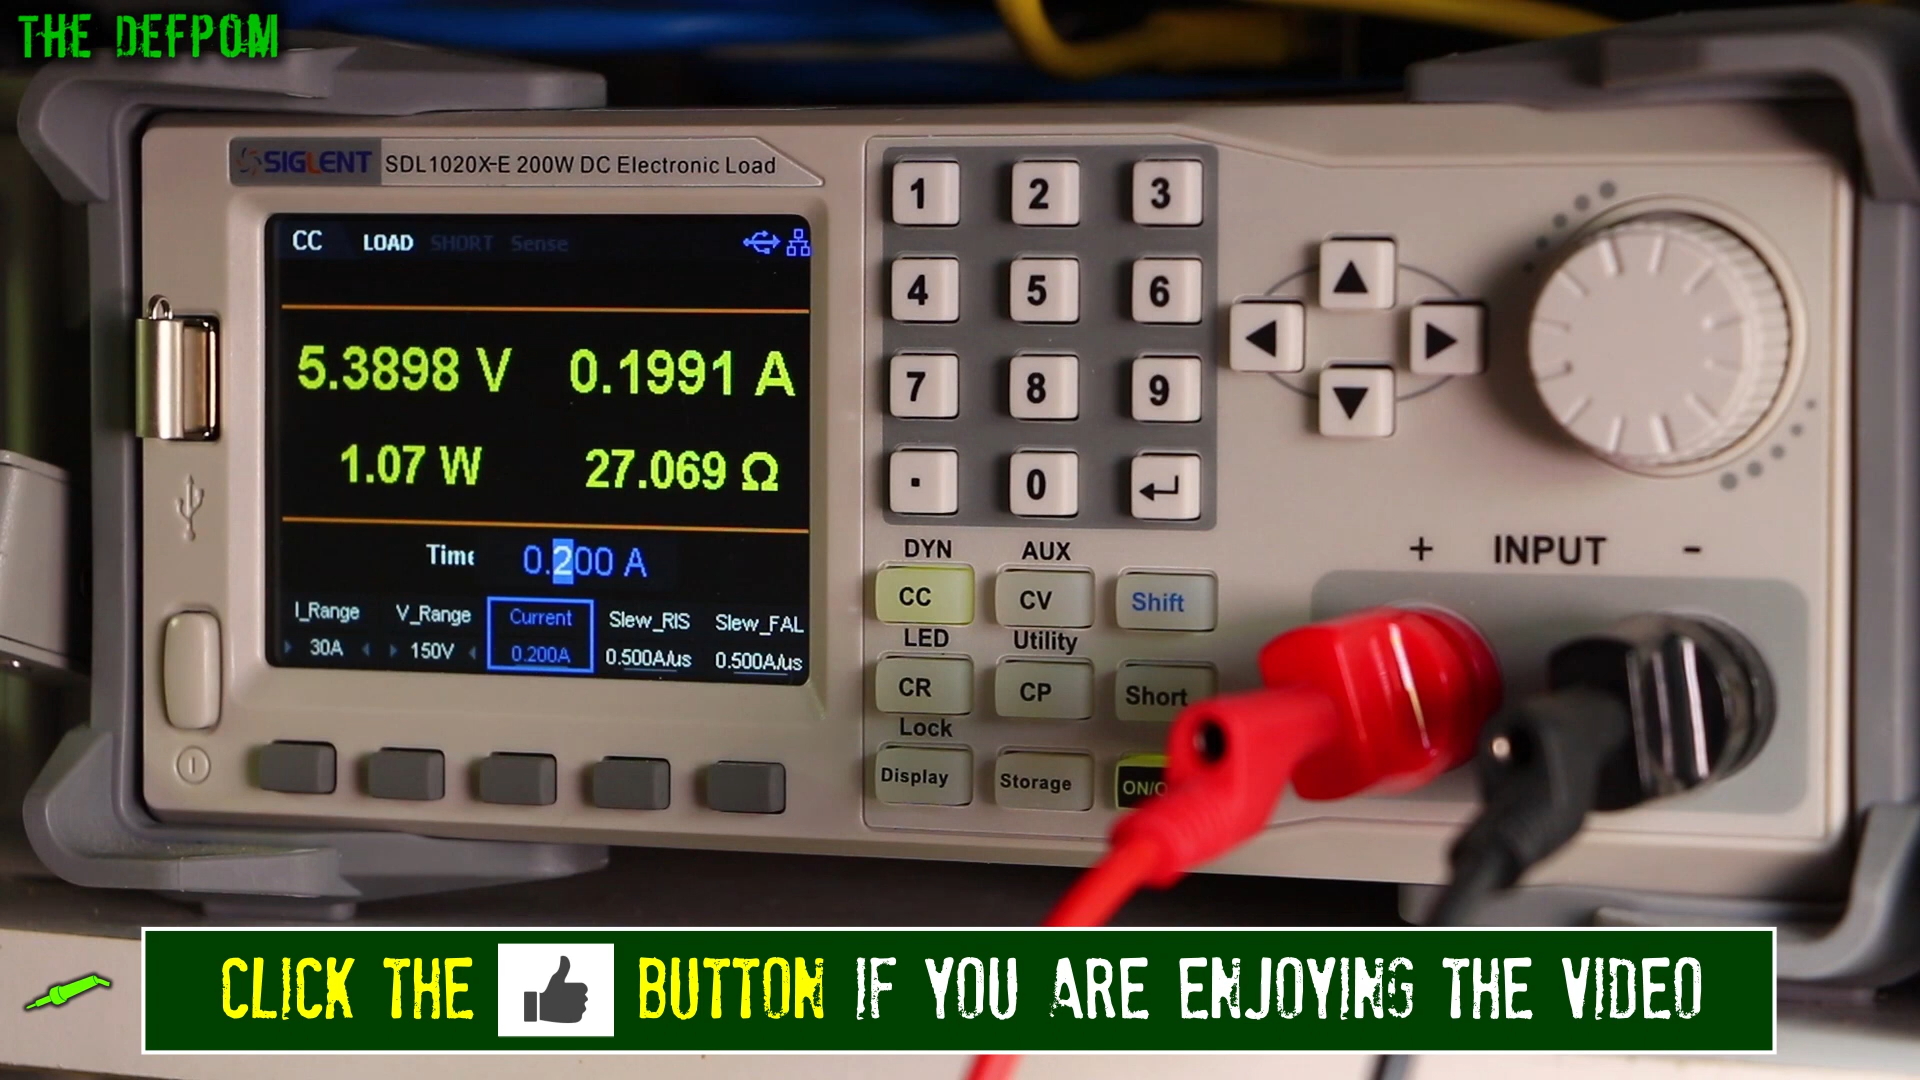 THE DEFPOM
SIGLENT SDL1020X-E 200W DC Electronic Load
CC LOAD SHORT Sense
5.3898 V 0.1991 A
1.07 W 27.069 Ω
Time 0.200 A
I_Range V_Range Current Slew_RIS Slew_FAL
30A 150V 0.200A 0.500A/us 0.500A/us
1 2 3
4 5 6
7 8 9
. 0
DYN AUX
CC CV Shift
LED Utility
CR CP Short
Lock
Display Storage ON/O
+ INPUT -
CLICK THE BUTTON IF YOU ARE ENJOYING THE VIDEO